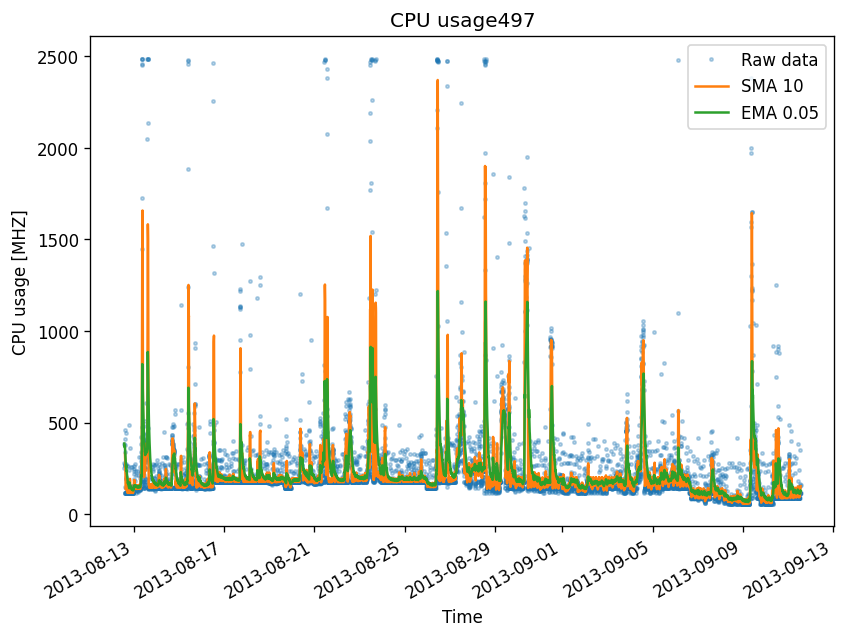 CPU usage497
CPU usage [MHZ]
2500
2000
1500
1000
500
0
Raw data
SMA 10
EMA 0.05
2013-08-13
2013-08-17
2013-08-21
2013-08-25
2013-08-29
2013-09-01
2013-09-05
2013-09-09
2013-09-13
Time